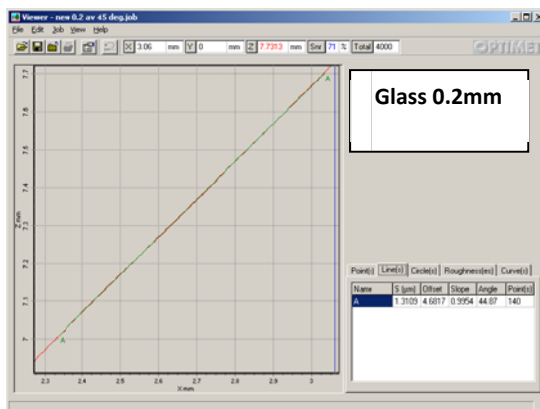 Viewer - new 0.2 av 45 deg.job
File Edit Job View Help
X 3.06 mm Y 0 mm Z 7.7313 mm Snr 71 % Total 4000
OPTIMET
Glass 0.2mm
A
7.7
7.6
7.5
7.4
7.3
7.2
7.1
7
Z mm
A
2.3 2.4 2.5 2.6 2.7 2.8 2.9 3
X mm
Point(s) Line(s) Circle(s) Roughness(es) Curve(s)
Name S (µm) Offset Slope Angle Point(s)
A 1.3109 4.6817 0.9954 44.87 140